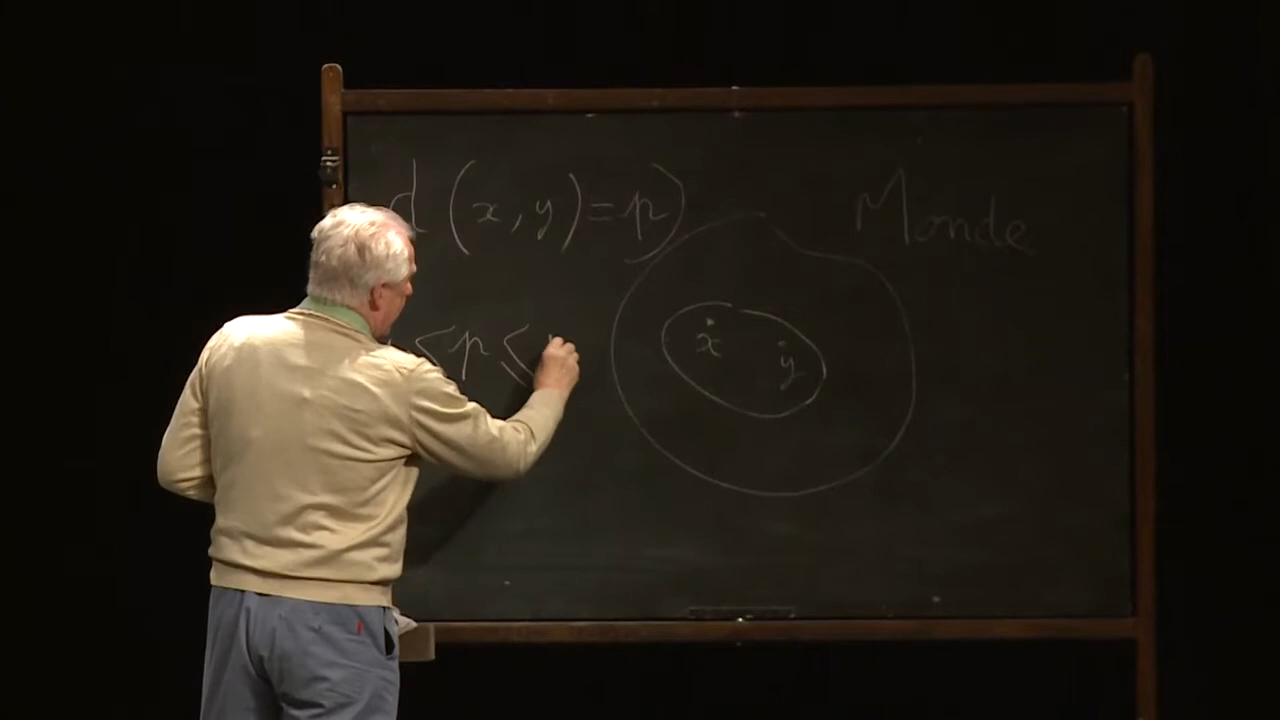 d (x, y) = p)
Monde
< p <
x
y